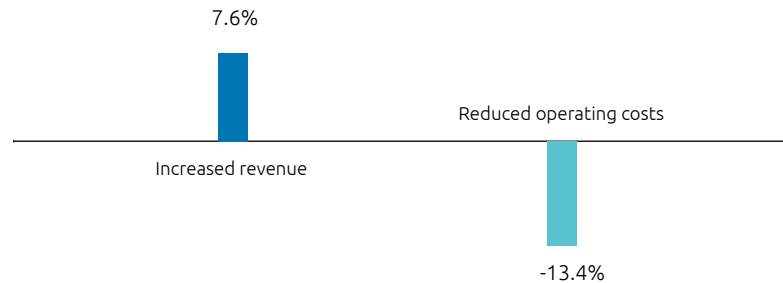 7.6%
Reduced operating costs
Increased revenue
-13.4%